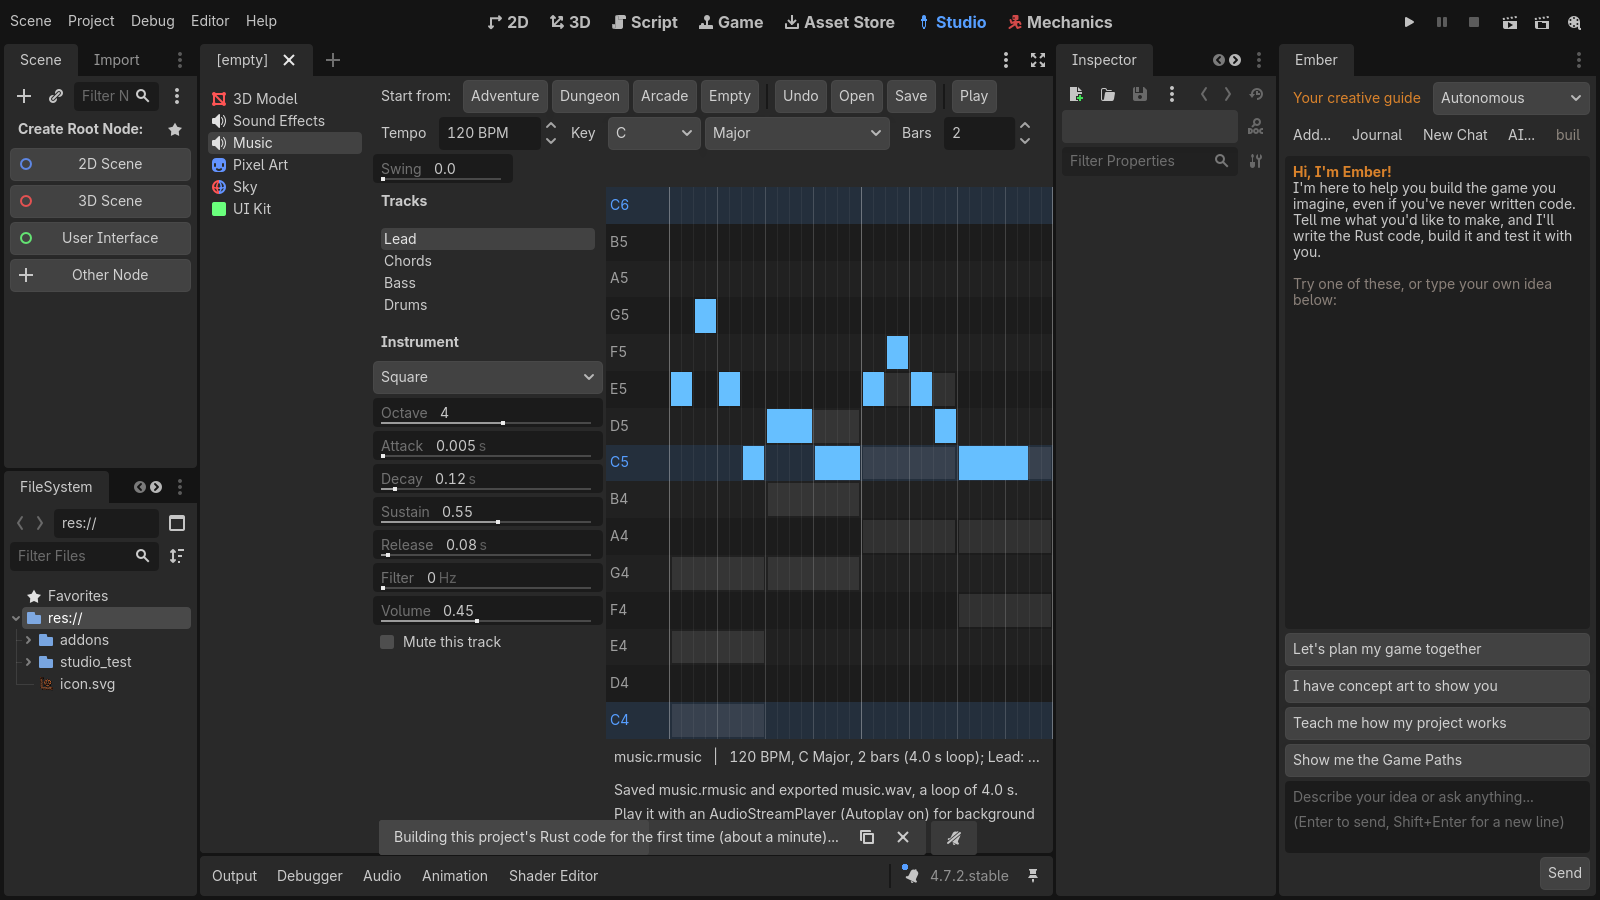 Scene Project Debug Editor Help
2D 3D Script Game Asset Store Studio Mechanics
Scene Import
Filter N
Create Root Node:
2D Scene
3D Scene
User Interface
Other Node
FileSystem
res://
Filter Files
Favorites
res://
addons
studio_test
icon.svg
[empty]
3D Model
Sound Effects
Music
Pixel Art
Sky
UI Kit
Start from: Adventure Dungeon Arcade Empty Undo Open Save Play
Tempo 120 BPM Key C Major Bars 2
Swing 0.0
Tracks
Lead
Chords
Bass
Drums
Instrument
Square
Octave 4
Attack 0.005 s
Decay 0.12 s
Sustain 0.55
Release 0.08 s
Filter 0 Hz
Volume 0.45
Mute this track
C6
B5
A5
G5
F5
E5
D5
C5
B4
A4
G4
F4
E4
D4
C4
music.rmusic | 120 BPM, C Major, 2 bars (4.0 s loop); Lead: ...
Saved music.rmusic and exported music.wav, a loop of 4.0 s.
Play it with an AudioStreamPlayer (Autoplay on) for background
Building this project's Rust code for the first time (about a minute)...
Output Debugger Audio Animation Shader Editor
4.7.2.stable
Inspector
Filter Properties
Ember
Your creative guide Autonomous
Add... Journal New Chat AI... buil
Hi, I'm Ember!
I'm here to help you build the game you
imagine, even if you've never written code.
Tell me what you'd like to make, and I'll
write the Rust code, build it and test it with
you.
Try one of these, or type your own idea
below:
Let's plan my game together
I have concept art to show you
Teach me how my project works
Show me the Game Paths
Describe your idea or ask anything...
(Enter to send, Shift+Enter for a new line)
Send